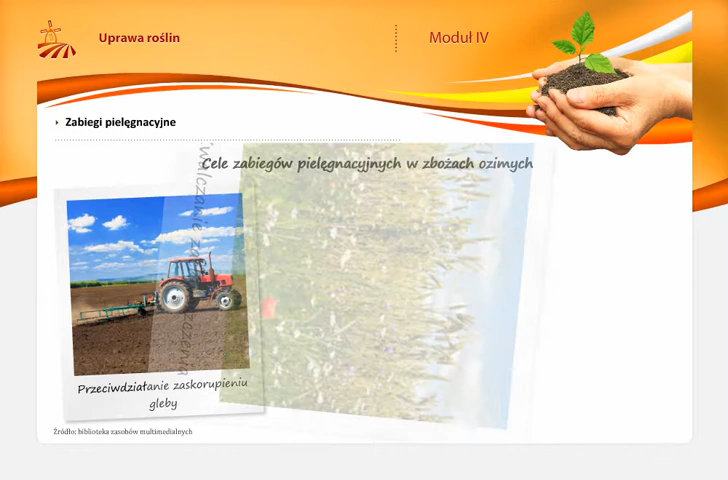 Uprawa roślin
Moduł IV
Zabiegi pielęgnacyjne
Cele zabiegów pielęgnacyjnych w zbożach ozimych
Przeciwdziałanie zaskorupieniu
gleby
Źródło: biblioteka zasobów multimedialnych